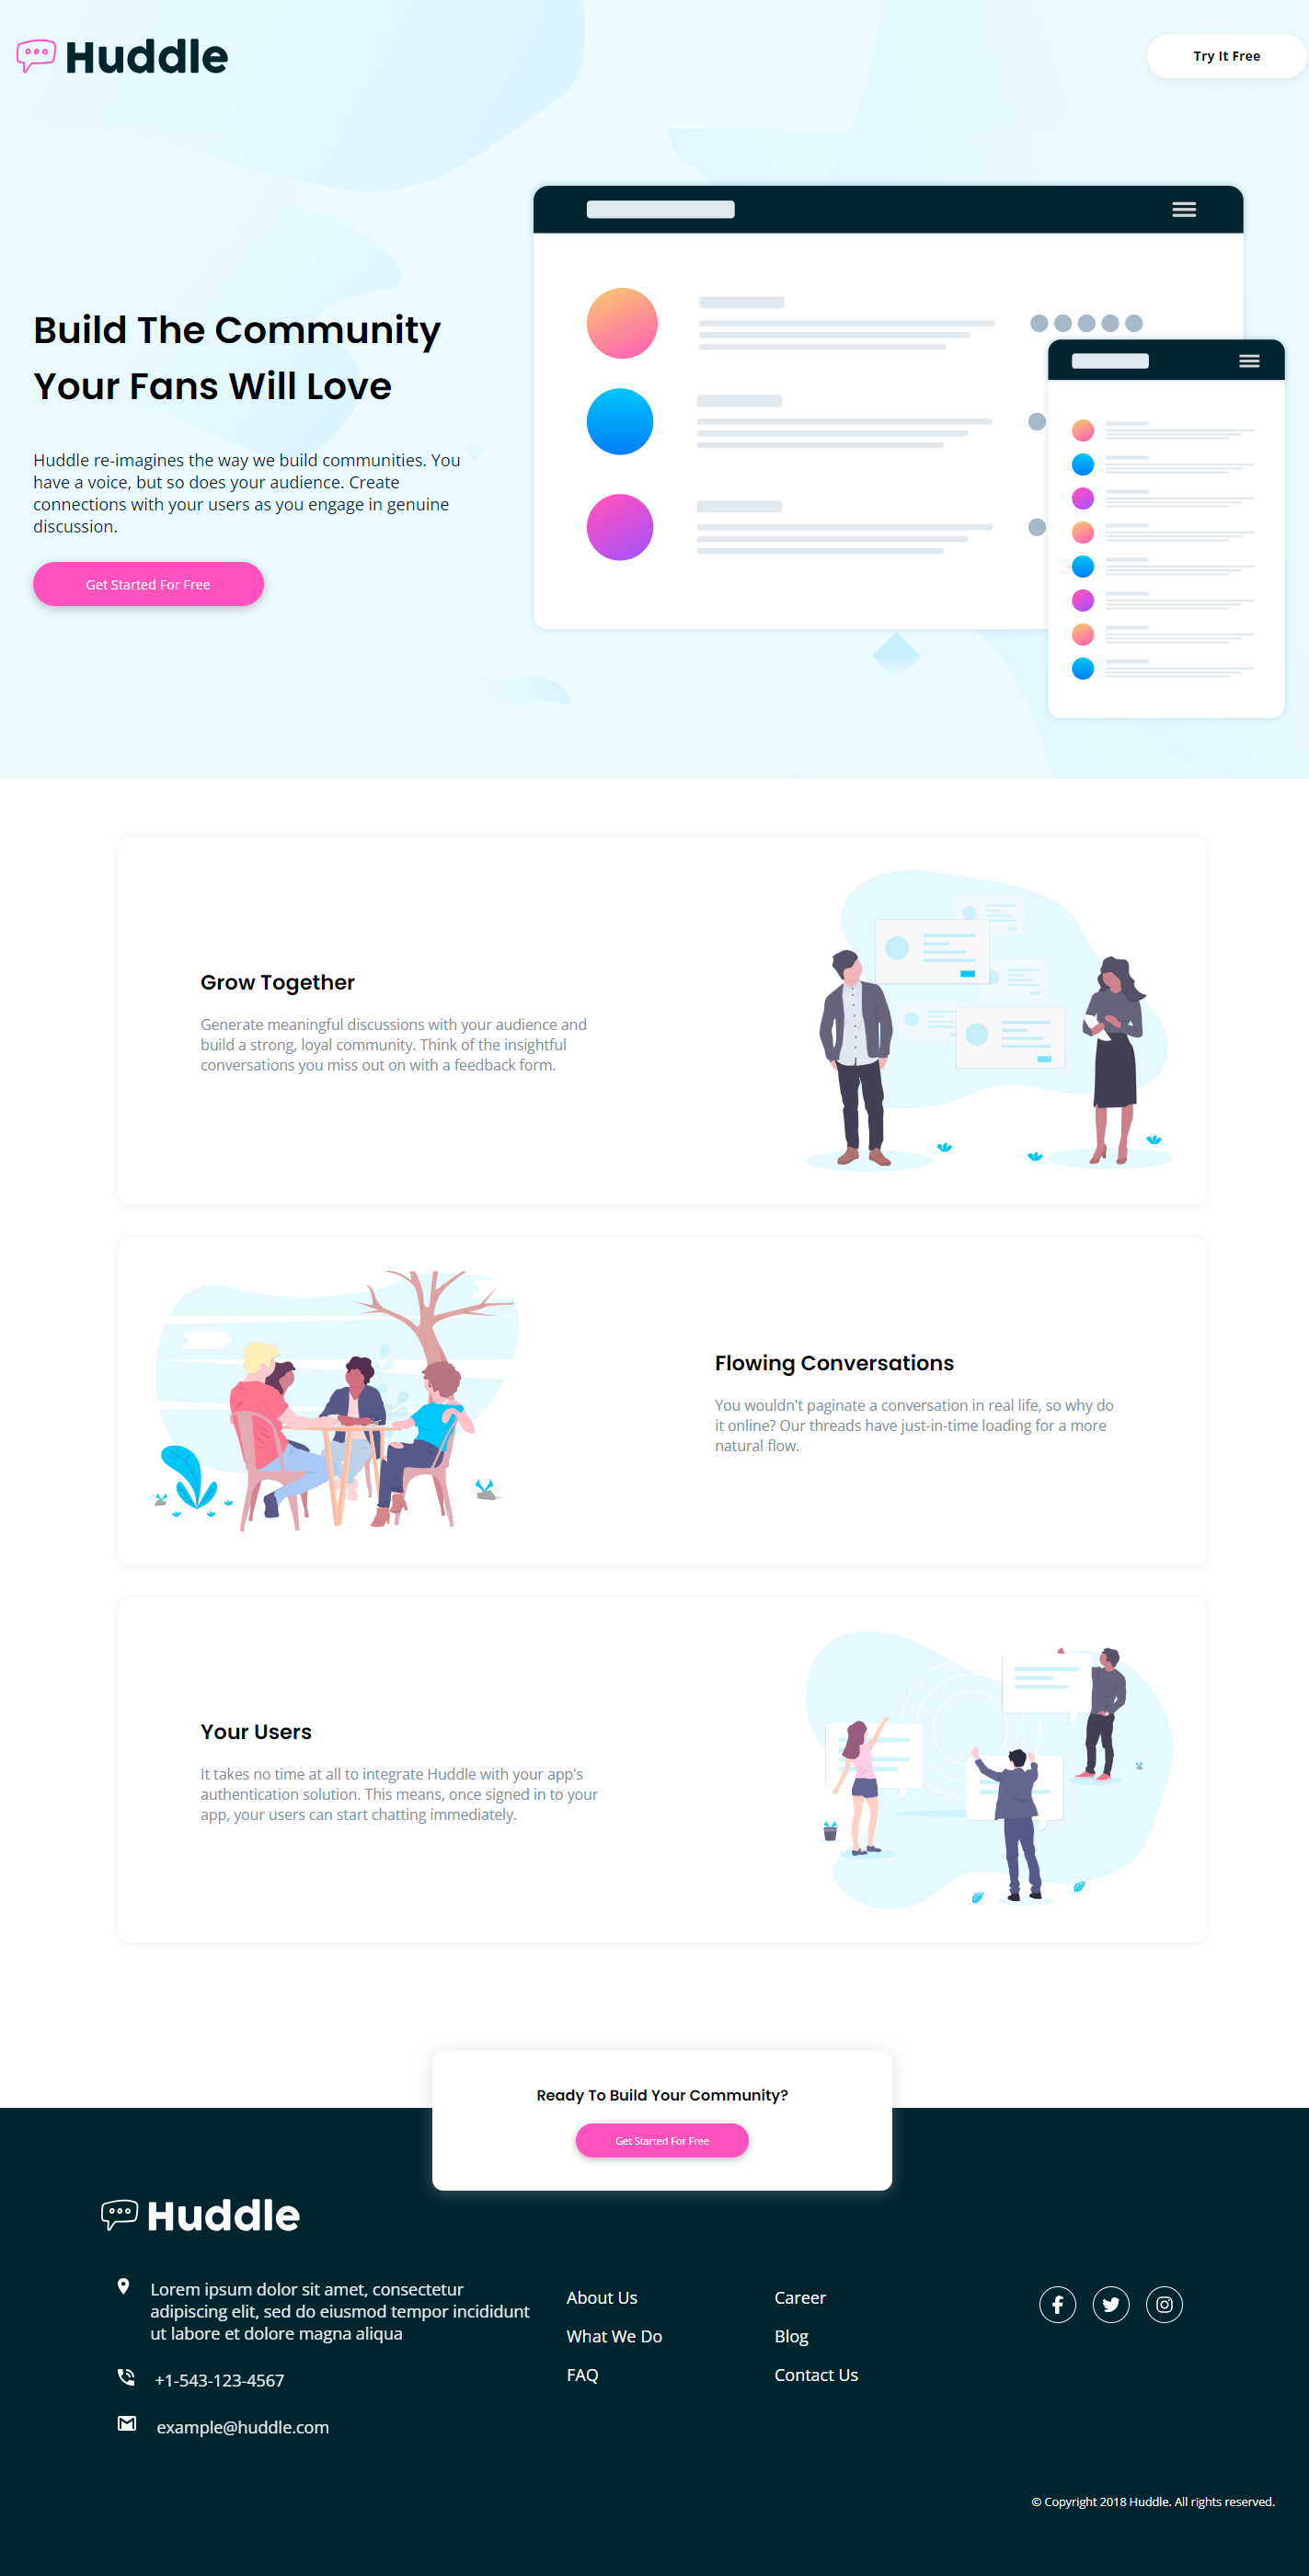 Huddle
Try It Free
Build The Community
Your Fans Will Love
Huddle re-imagines the way we build communities. You
have a voice, but so does your audience. Create
connections with your users as you engage in genuine
discussion.
Get Started For Free
Grow Together
Generate meaningful discussions with your audience and
build a strong, loyal community. Think of the insightful
conversations you miss out on with a feedback form.
Flowing Conversations
You wouldn't paginate a conversation in real life, so why do
it online? Our threads have just-in-time loading for a more
natural flow.
Your Users
It takes no time at all to integrate Huddle with your app's
authentication solution. This means, once signed in to your
app, your users can start chatting immediately.
Ready To Build Your Community?
Get Started For Free
Huddle
Lorem ipsum dolor sit amet, consectetur
adipiscing elit, sed do eiusmod tempor incididunt
ut labore et dolore magna aliqua
+1-543-123-4567
example@huddle.com
About Us
What We Do
FAQ
Career
Blog
Contact Us
© Copyright 2018 Huddle. All rights reserved.